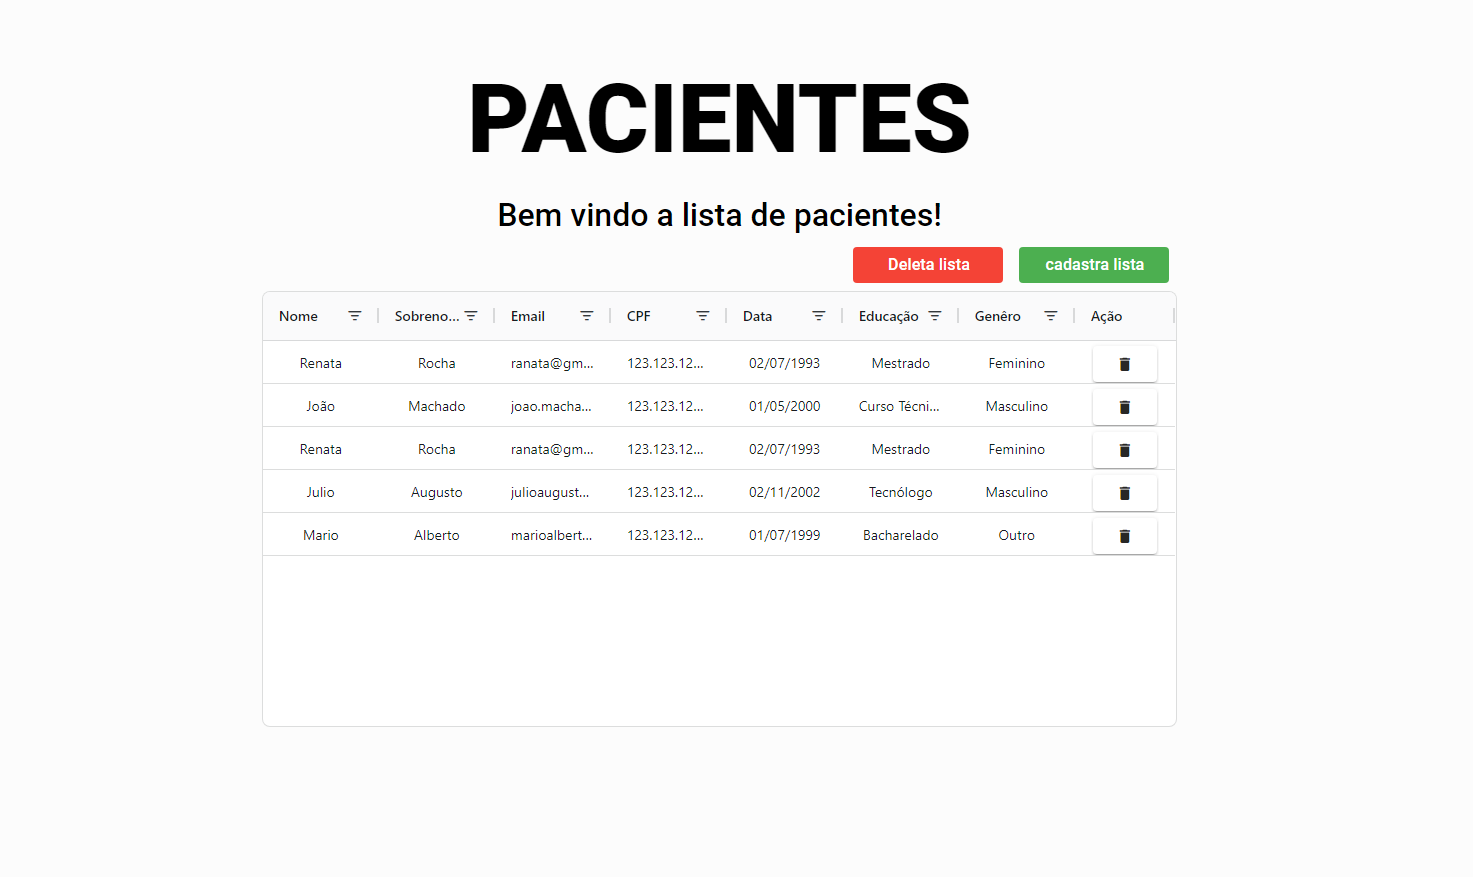 PACIENTES
Bem vindo a lista de pacientes!
Deleta lista cadastra lista
Nome Sobreno... Email CPF Data Educação Genêro Ação
Renata Rocha ranata@gm... 123.123.12... 02/07/1993 Mestrado Feminino
João Machado joao.macha... 123.123.12... 01/05/2000 Curso Técni... Masculino
Renata Rocha ranata@gm... 123.123.12... 02/07/1993 Mestrado Feminino
Julio Augusto julioaugust... 123.123.12... 02/11/2002 Tecnólogo Masculino
Mario Alberto marioalbert... 123.123.12... 01/07/1999 Bacharelado Outro